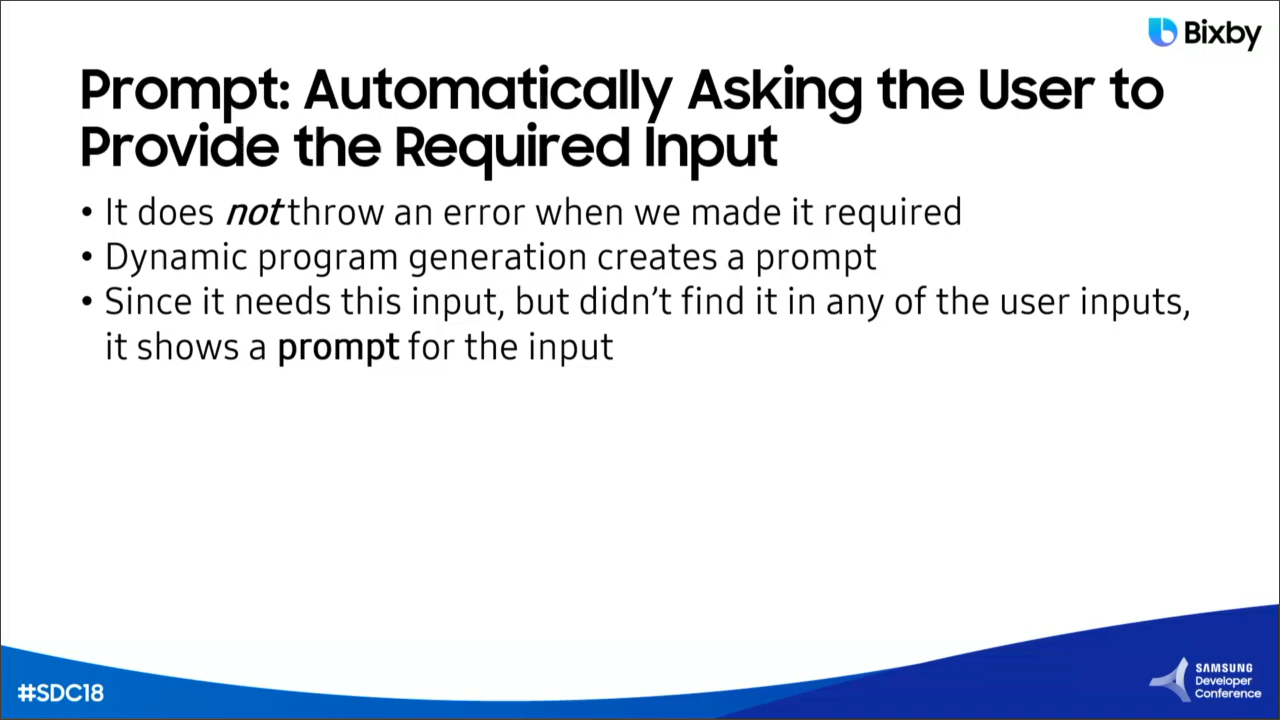 Bixby
Prompt: Automatically Asking the User to
Provide the Required Input
• It does not throw an error when we made it required
• Dynamic program generation creates a prompt
• Since it needs this input, but didn’t find it in any of the user inputs,
it shows a prompt for the input
#SDC18
SAMSUNG
Developer
Conference